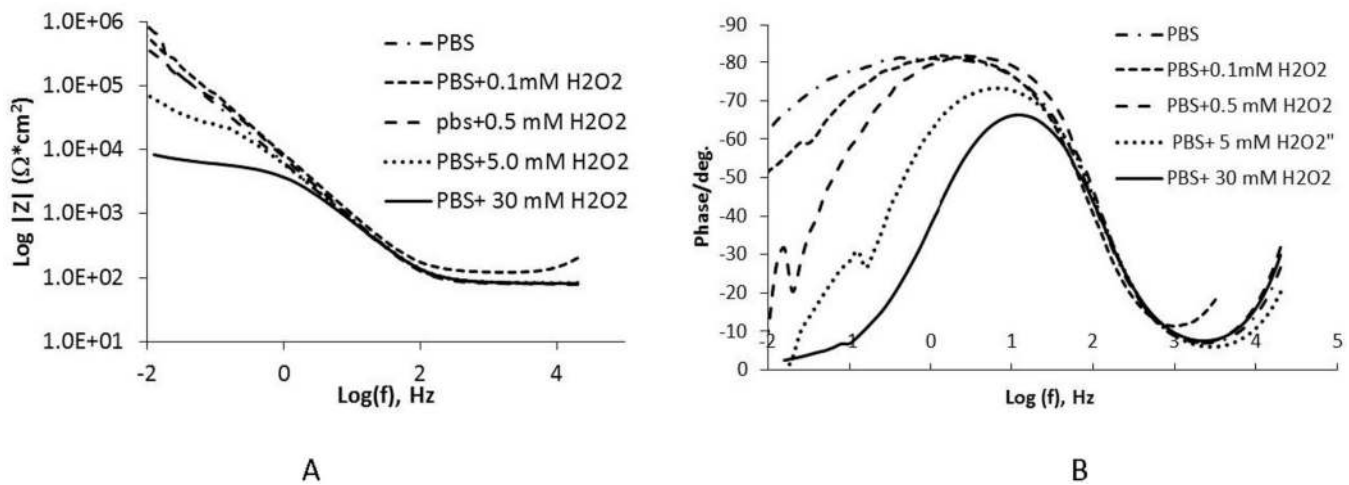 1.0E+06
1.0E+05
1.0E+04
1.0E+03
1.0E+02
1.0E+01
Log |Z| (Ω*cm2)
-2
0
2
4
Log(f), Hz
PBS
PBS+0.1mM H2O2
pbs+0.5 mM H2O2
PBS+5.0 mM H2O2
PBS+ 30 mM H2O2
A
-90
-80
-70
-60
-50
-40
-30
-20
-10
0
Phase/deg.
-2
-1
0
1
2
3
4
5
Log (f), Hz
PBS
PBS+0.1mM H2O2
PBS+0.5 mM H2O2
PBS+ 5 mM H2O2"
PBS+ 30 mM H2O2
B